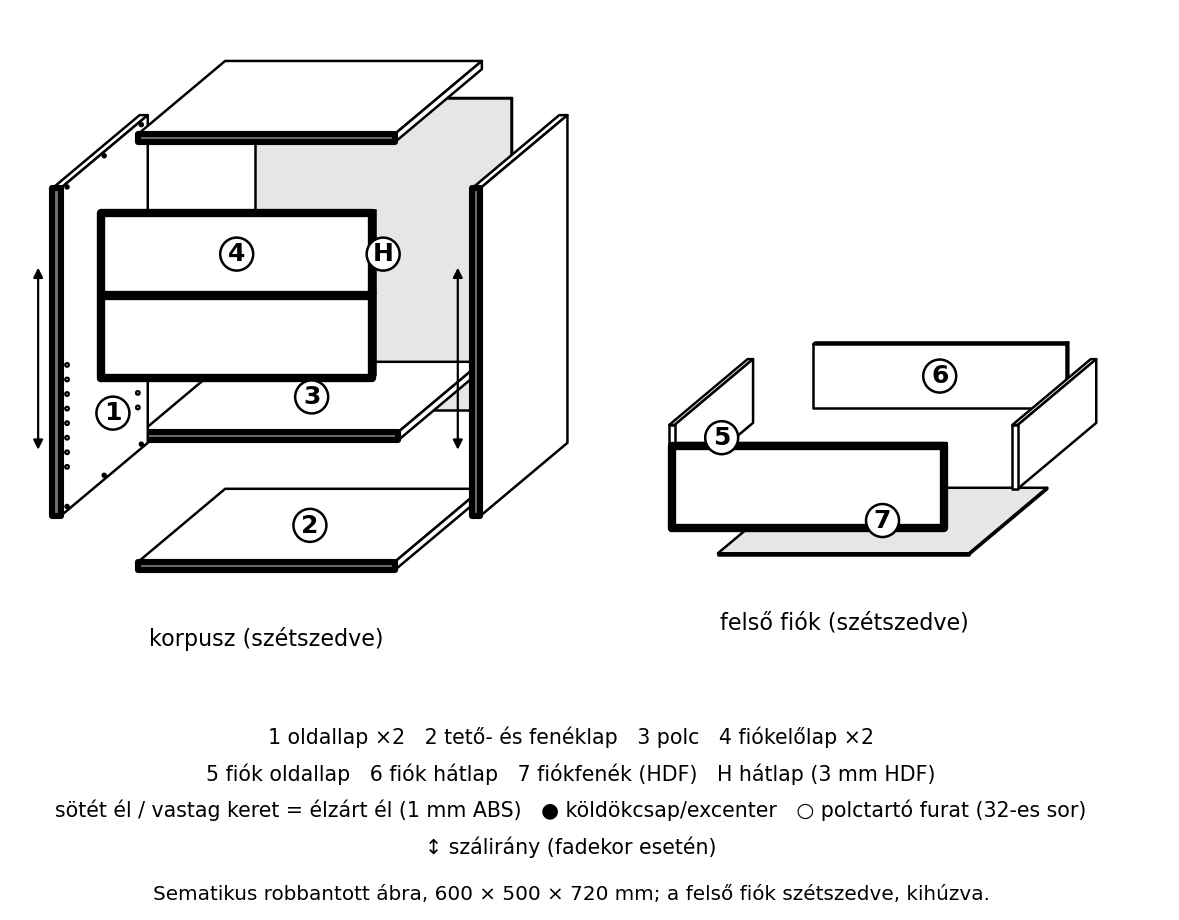 4
H
3
1
2
6
5
7
korpusz (szétszedve)
felső fiók (szétszedve)
1 oldallap ×2   2 tető- és fenéklap   3 polc   4 fiókelőlap ×2
5 fiók oldallap   6 fiók hátlap   7 fiókfenék (HDF)   H hátlap (3 mm HDF)
sötét él / vastag keret = élzárt él (1 mm ABS)   ● köldökcsap/excenter   ○ polctartó furat (32-es sor)
↕ szálirány (fadekor esetén)
Sematikus robbantott ábra, 600 × 500 × 720 mm; a felső fiók szétszedve, kihúzva.